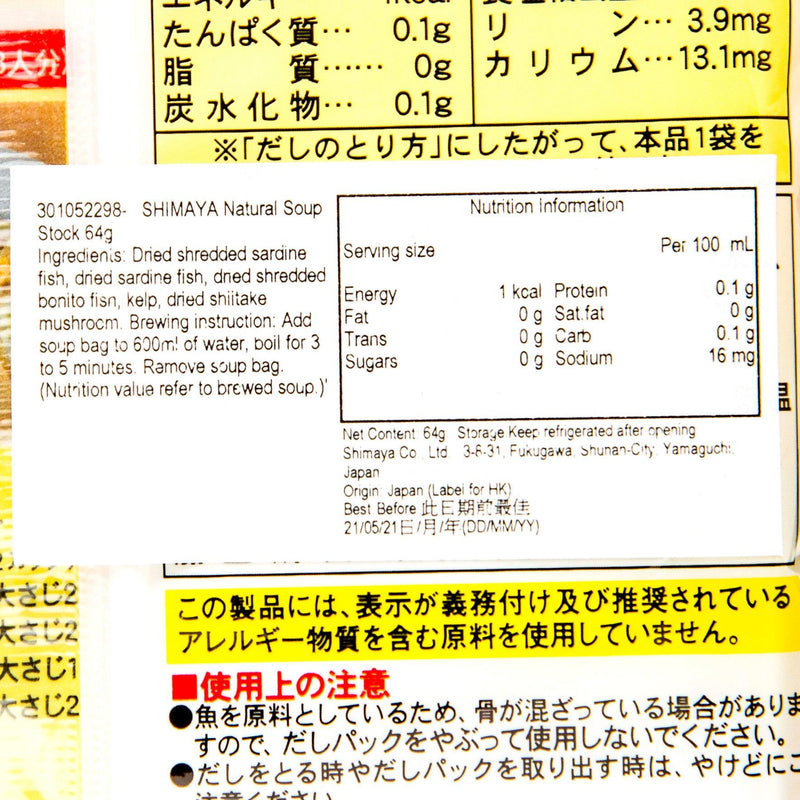 たんぱく質… 0.1g
脂質…… 0g
炭水化物… 0.1g
リン… 3.9mg
カリウム…13.1mg
※「だしのとり方」にしたがって、本品1袋を
301052298- SHIMAYA Natural Soup
Stock 64g
Ingredients: Dried shredded sardine
fish, dried sardine fish, dried shredded
bonito fish, kelp, dried shiitake
mushroom. Brewing instruction: Add
soup bag to 600ml of water, boil for 3
to 5 minutes. Remove soup bag.
(Nutrition value refer to brewed soup.)
Nutrition Information
Serving size Per 100 mL
Energy 1 kcal Protein 0.1 g
Fat 0 g Sat.fat 0 g
Trans 0 g Carb 0.1 g
Sugars 0 g Sodium 16 mg
Net Content 64g Storage Keep refrigerated after opening
Shimaya Co., Ltd. 3-6-31, Fukugawa, Shunan-City, Yamaguchi,
Japan
Origin: Japan (Label for HK)
Best Before 此日期前最佳
21/05/21日/月/年(DD/MM/YY)
大さじ2
大さじ2
大さじ1
大さじ2
この製品には、表示が義務付け及び推奨されている
アレルギー物質を含む原料を使用していません。
■使用上の注意
●魚を原料としているため、骨が混ざっている場合がありま
すので、だしパックをやぶって使用しないでください。
●だしをとる時やだしパックを取り出す時は、やけどにご
注意ください